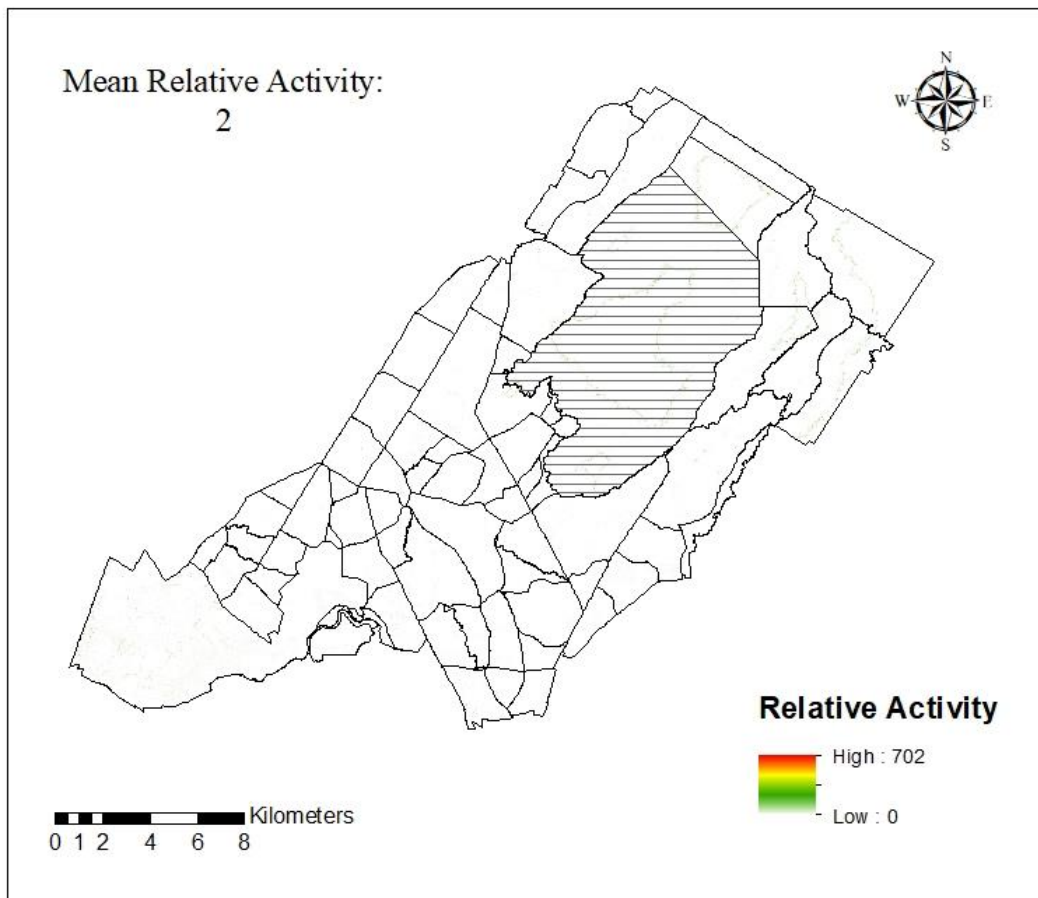 Mean Relative Activity:
2
N
W E
S
Relative Activity
High : 702
Low : 0
Kilometers
0 1 2 4 6 8